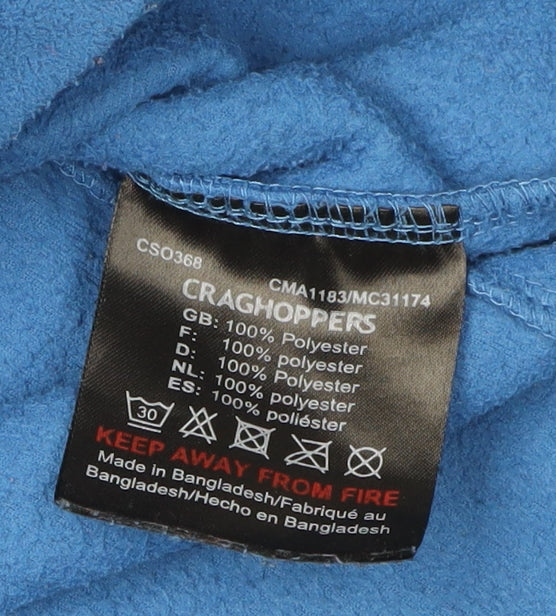 CSO368
CMA1183/MC31174
CRAGHOPPERS
GB: 100% Polyester
F: 100% polyester
D: 100% Polyester
NL: 100% polyester
ES: 100% poliéster
30
KEEP AWAY FROM FIRE
Made in Bangladesh/Fabriqué au
Bangladesh/Hecho en Bangladesh